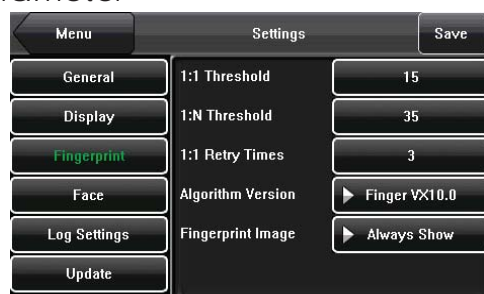 Menu
Settings
Save
General
1:1 Threshold
15
Display
1:N Threshold
35
Fingerprint
1:1 Retry Times
3
Face
Algorithm Version
Finger VX10.0
Log Settings
Fingerprint Image
Always Show
Update